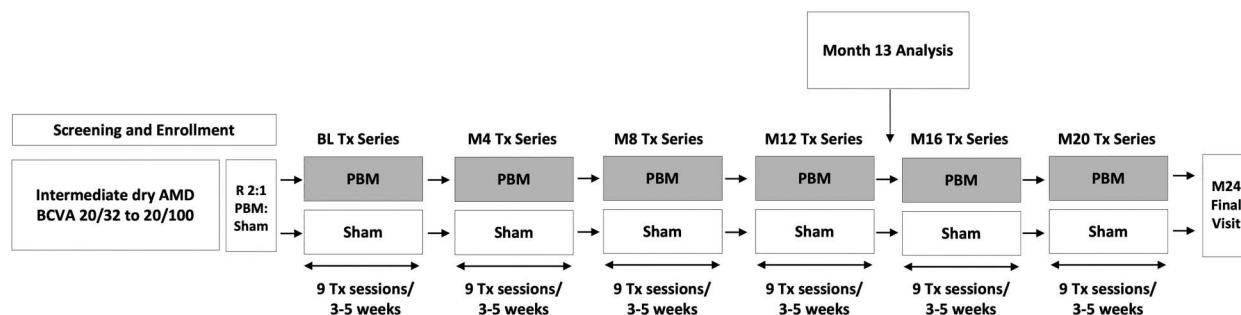 Month 13 Analysis
Screening and Enrollment
BL Tx Series
M4 Tx Series
M8 Tx Series
M12 Tx Series
M16 Tx Series
M20 Tx Series
Intermediate dry AMD
BCVA 20/32 to 20/100
R 2:1
PBM:
Sham
PBM
PBM
PBM
PBM
PBM
PBM
Sham
Sham
Sham
Sham
Sham
Sham
M24
Final
Visit
9 Tx sessions/
3-5 weeks
9 Tx sessions/
3-5 weeks
9 Tx sessions/
3-5 weeks
9 Tx sessions/
3-5 weeks
9 Tx sessions/
3-5 weeks
9 Tx sessions/
3-5 weeks